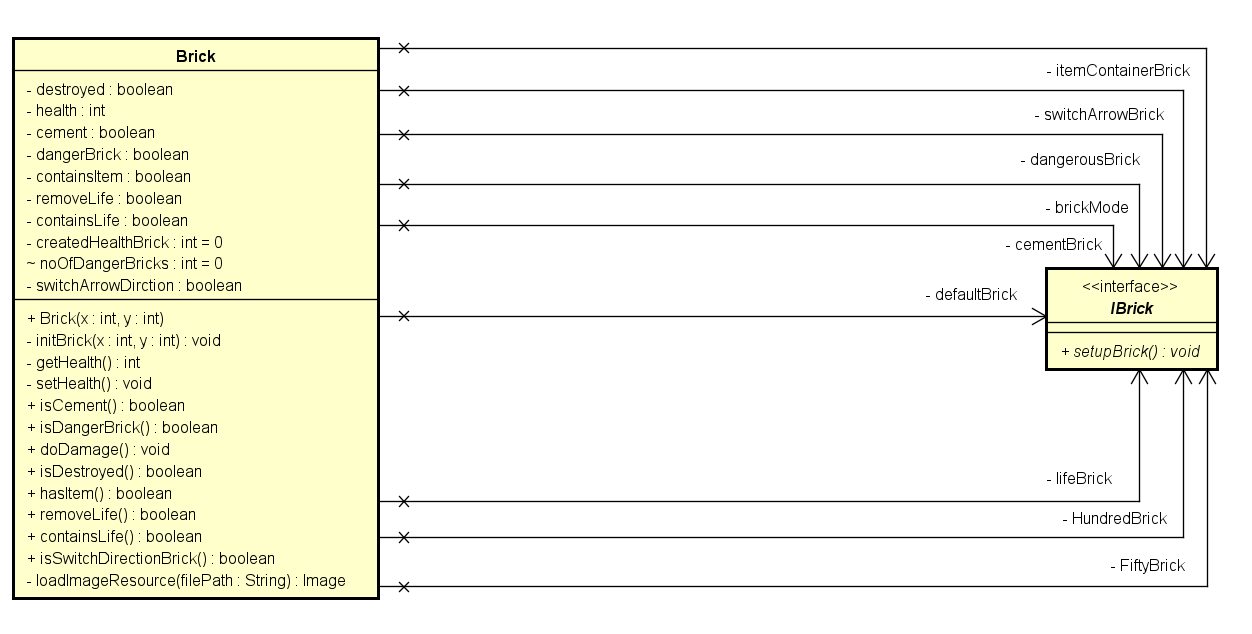 Brick
- destroyed : boolean
- health : int
- cement : boolean
- dangerBrick : boolean
- containsItem : boolean
- removeLife : boolean
- containsLife : boolean
- createdHealthBrick : int = 0
~ noOfDangerBricks : int = 0
- switchArrowDirction : boolean
+ Brick(x : int, y : int)
- initBrick(x : int, y : int) : void
- getHealth() : int
- setHealth() : void
+ isCement() : boolean
+ isDangerBrick() : boolean
+ doDamage() : void
+ isDestroyed() : boolean
+ hasItem() : boolean
+ removeLife() : boolean
+ containsLife() : boolean
+ isSwitchDirectionBrick() : boolean
- loadImageResource(filePath : String) : Image
- itemContainerBrick
- switchArrowBrick
- dangerousBrick
- brickMode
- cementBrick
- defaultBrick
<<interface>>
IBrick
+ setupBrick() : void
- lifeBrick
- HundredBrick
- FiftyBrick